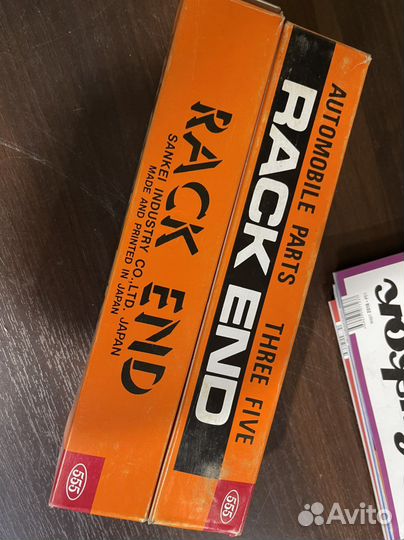 RACK END
SANKEI INDUSTRY CO.,LTD. JAPAN
MADE AND PRINTED IN JAPAN
555
AUTOMOBILE PARTS THREE FIVE
RACK END
555
Avito